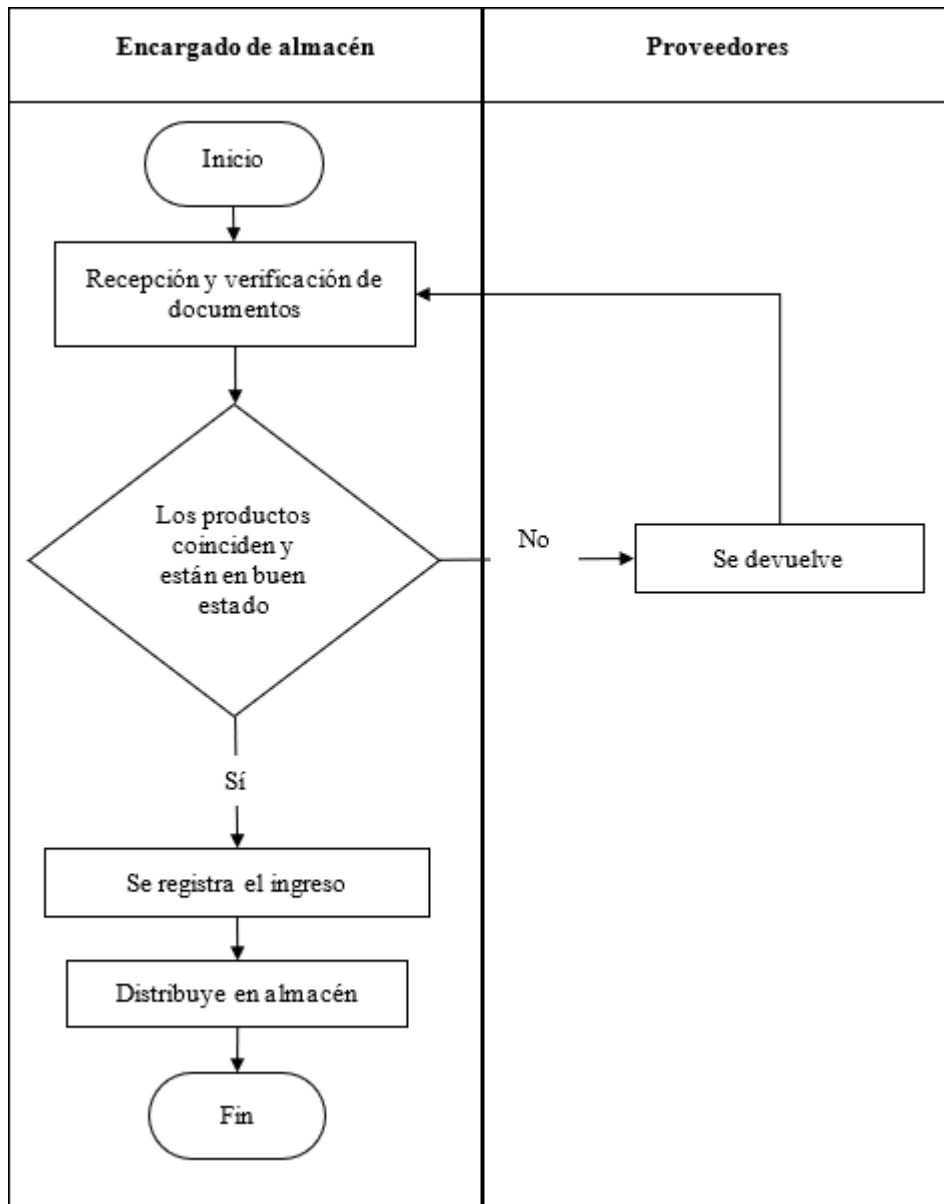 Encargado de almacén
Proveedores
Inicio
Recepción y verificación de
documentos
Los productos
coinciden y
están en buen
estado
No
Se devuelve
Sí
Se registra el ingreso
Distribuye en almacén
Fin